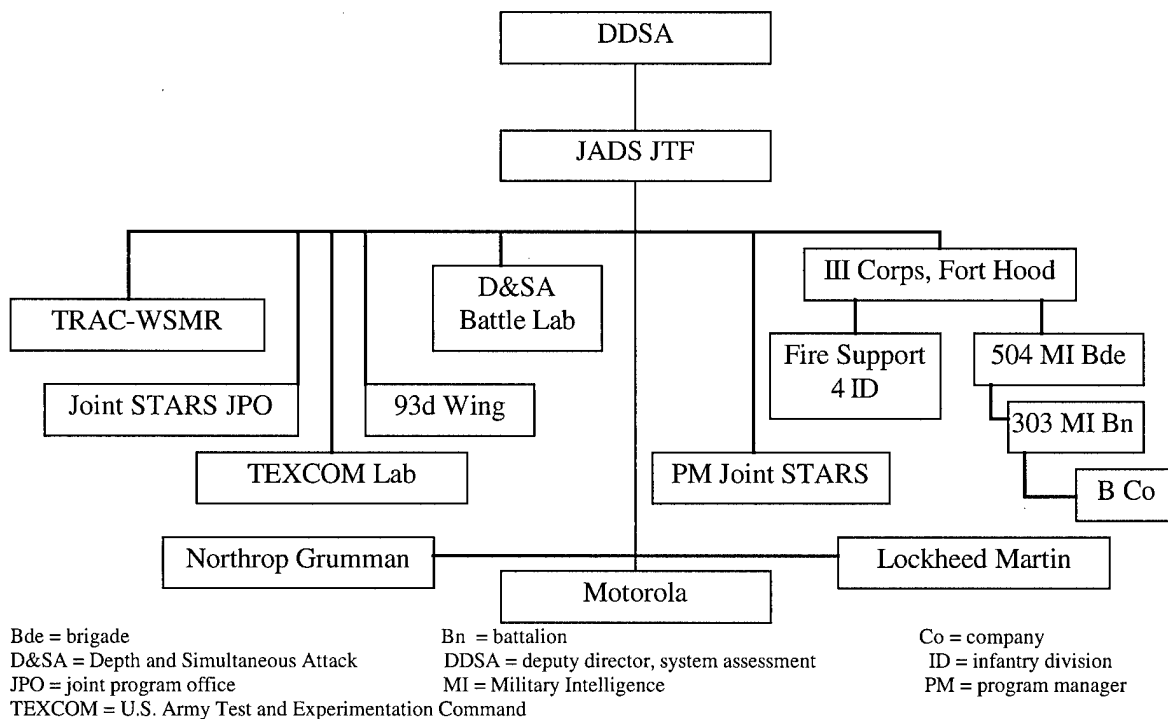 DDSA
JADS JTF
III Corps, Fort Hood
D&SA
Battle Lab
TRAC-WSMR
Fire Support
4 ID
504 MI Bde
Joint STARS JPO
93d Wing
303 MI Bn
TEXCOM Lab
PM Joint STARS
B Co
Northrop Grumman
Lockheed Martin
Motorola
Bde = brigade
Bn = battalion
Co = company
D&SA = Depth and Simultaneous Attack
DDSA = deputy director, system assessment
ID = infantry division
JPO = joint program office
MI = Military Intelligence
PM = program manager
TEXCOM = U.S. Army Test and Experimentation Command